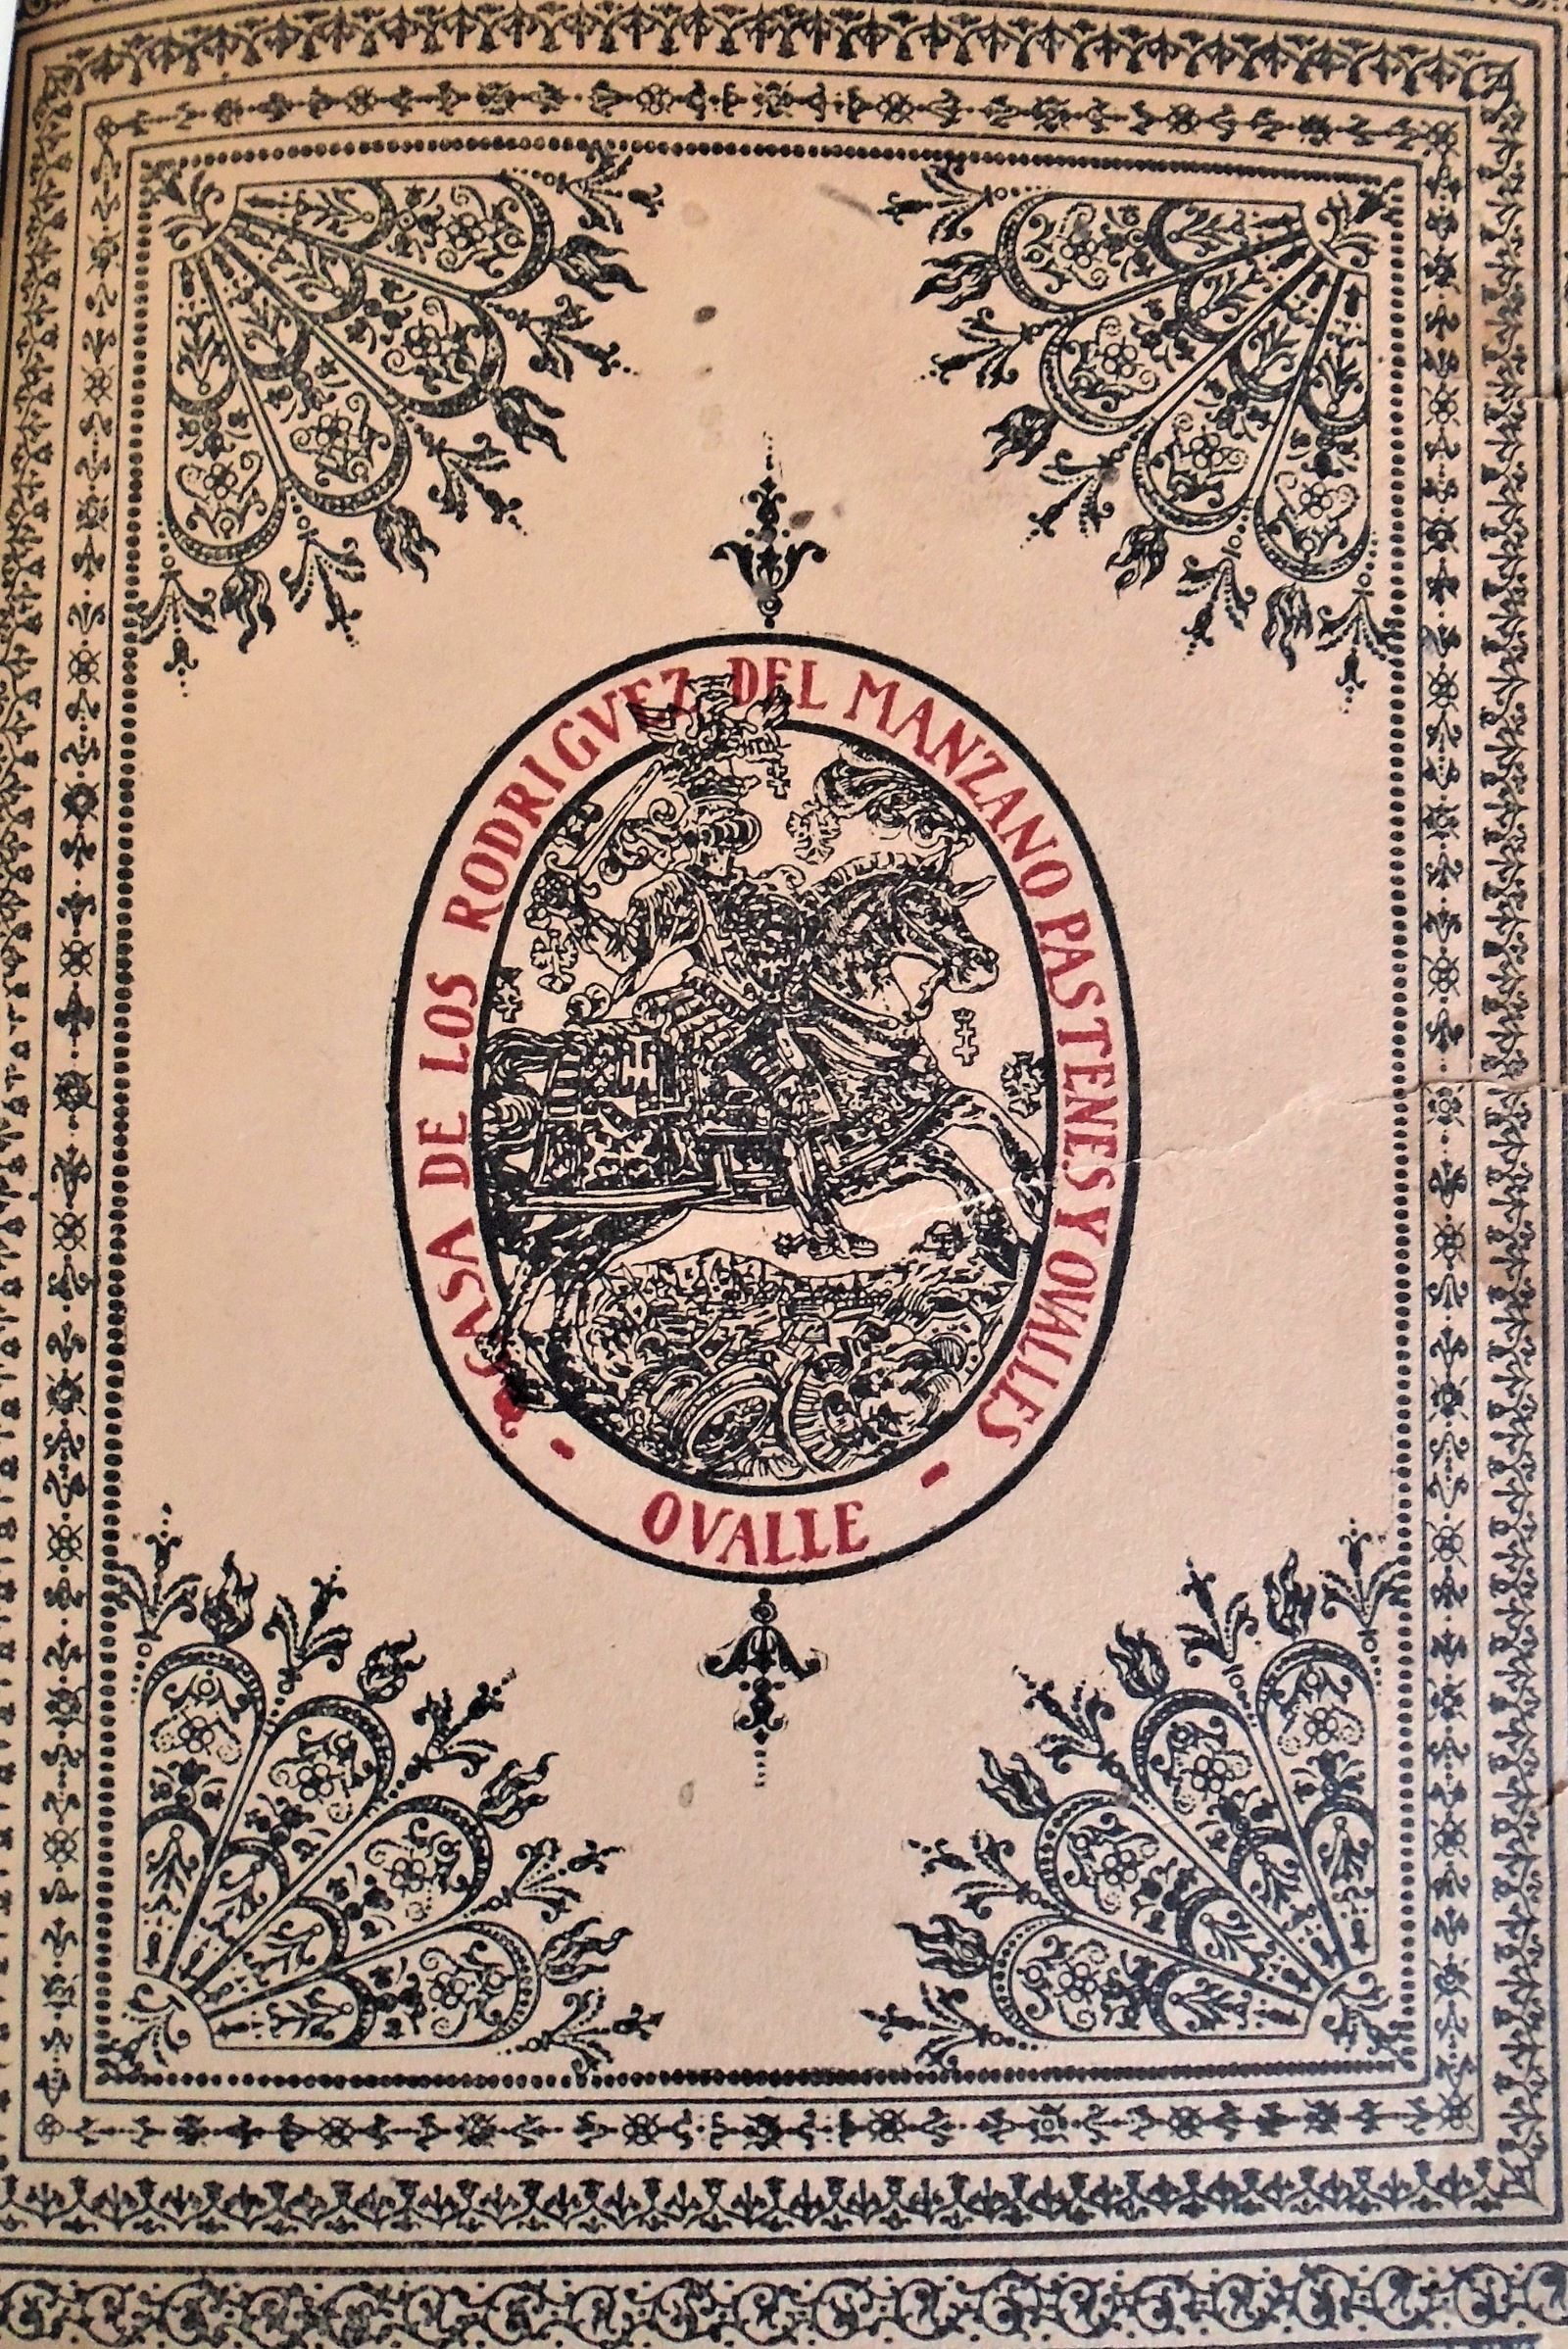 CASA DE LOS RODRIGVEZ DEL MANZANO PASTENES Y OVALLES
- OVALLE -